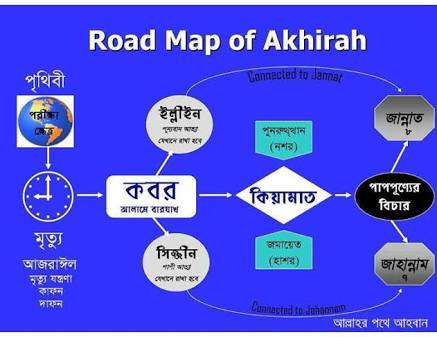 Road Map of Akhirah
পৃথিবী
পরীক্ষা
ক্ষেত্র
মৃত্যু
আজরাঈল
মৃত্যু যন্ত্রণা
কাফন
দাফন
ইল্লীইন
পূন্যবান আত্মা
যেখানে রাখা হবে
কবর
আলামে বারযাখ
সিজ্জীন
পাপী আত্মা
যেখানে রাখা হবে
Connected to Jannat
পুনরুত্থান
(নশর)
কিয়ামাত
জমায়েত
(হাশর)
Connected to Jahannam
জান্নাত
৮
পাপপূণ্যের
বিচার
জাহান্নাম
৭
আল্লাহর পথে আহবান